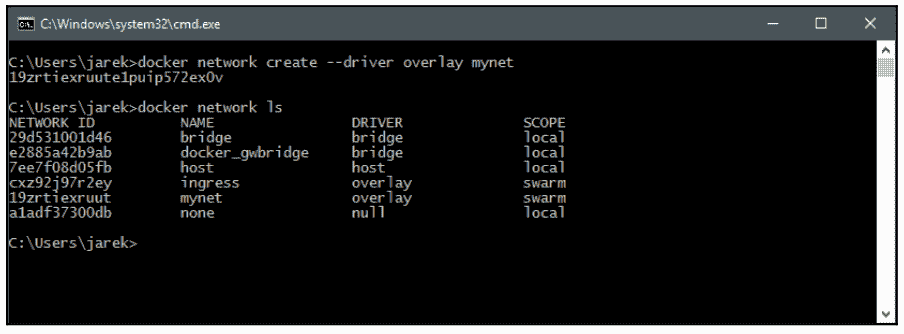 C:\Windows\system32\cmd.exe
C:\Users\jarek>docker network create --driver overlay mynet
19zrtiexruute1puip572ex0v
C:\Users\jarek>docker network ls
NETWORK ID NAME DRIVER SCOPE
29d531001d46 bridge bridge local
e2885a42b9ab docker_gwbridge bridge local
7ee7f08d05fb host host local
cxz92j97r2ey ingress overlay swarm
19zrtiexruut mynet overlay swarm
a1adf37300db none null local
C:\Users\jarek>